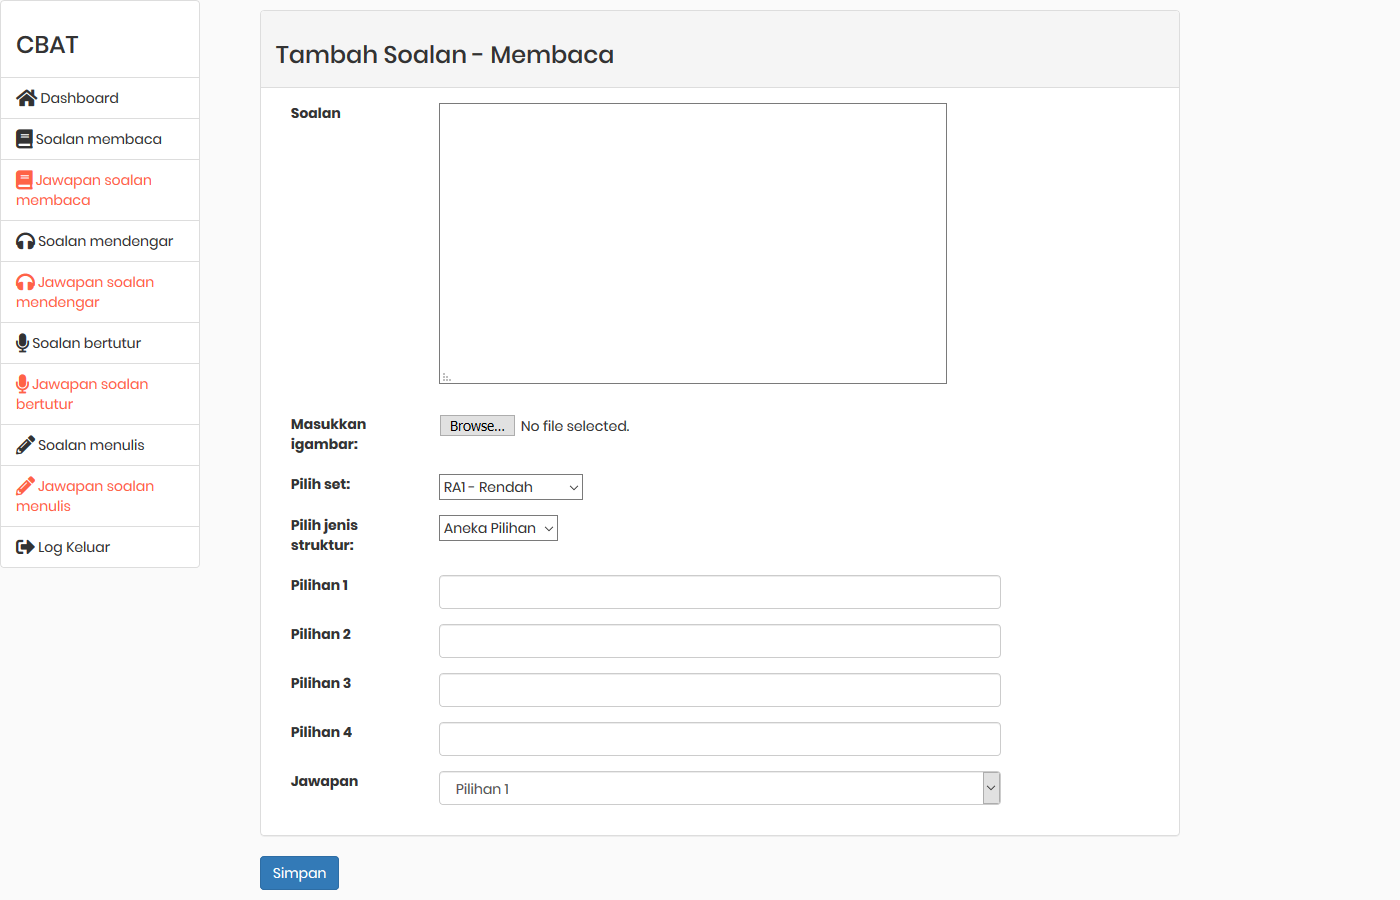 CBAT
Dashboard
Soalan membaca
Jawapan soalan
membaca
Soalan mendengar
Jawapan soalan
mendengar
Soalan bertutur
Jawapan soalan
bertutur
Soalan menulis
Jawapan soalan
menulis
Log Keluar
Tambah Soalan - Membaca
Soalan
Masukkan
igambar:
Browse... No file selected.
Pilih set:
RA1 - Rendah
Pilih jenis
struktur:
Aneka Pilihan
Pilihan 1
Pilihan 2
Pilihan 3
Pilihan 4
Jawapan
Pilihan 1
Simpan